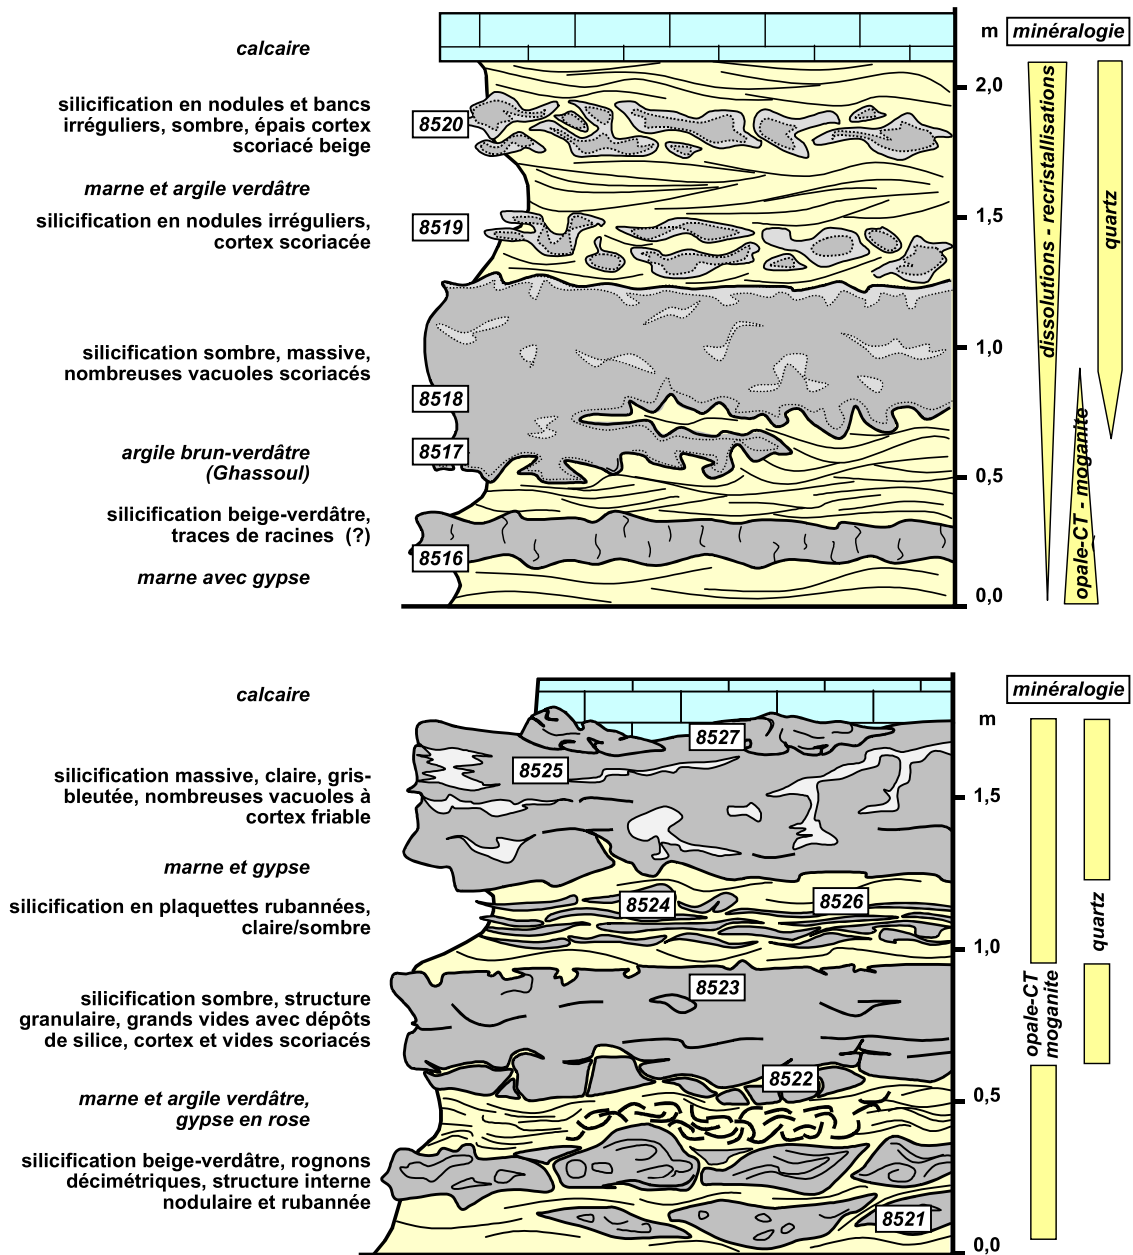 calcaire
silicification en nodules et bancs
irréguliers, sombre, épais cortex
scoriacé beige
marne et argile verdâtre
silicification en nodules irréguliers,
cortex scoriacée
silicification sombre, massive,
nombreuses vacuoles scoriacés
argile brun-verdâtre
(Ghassoul)
silicification beige-verdâtre,
traces de racines (?)
marne avec gypse
8520
8519
8518
8517
8516
m
2,0
1,5
1,0
0,5
0,0
minéralogie
dissolutions - recristallisations
opale-CT - moganite
quartz
calcaire
silicification massive, claire, gris-
bleutée, nombreuses vacuoles à
cortex friable
marne et gypse
silicification en plaquettes rubannées,
claire/sombre
silicification sombre, structure
granulaire, grands vides avec dépôts
de silice, cortex et vides scoriacés
marne et argile verdâtre,
gypse en rose
silicification beige-verdâtre, rognons
décimétriques, structure interne
nodulaire et rubannée
8527
8525
8524
8526
8523
8522
8521
m
1,5
1,0
0,5
0,0
minéralogie
opale-CT
moganite
quartz